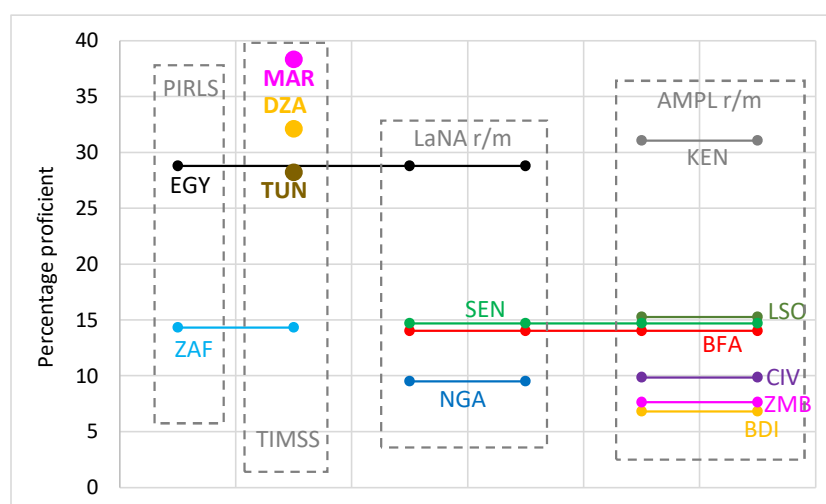 Percentage proficient
40
35
30
25
20
15
10
5
0
PIRLS
TIMSS
LaNA r/m
AMPL r/m
MAR
DZA
TUN
EGY
KEN
ZAF
SEN
LSO
BFA
NGA
CIV
ZMB
BDI